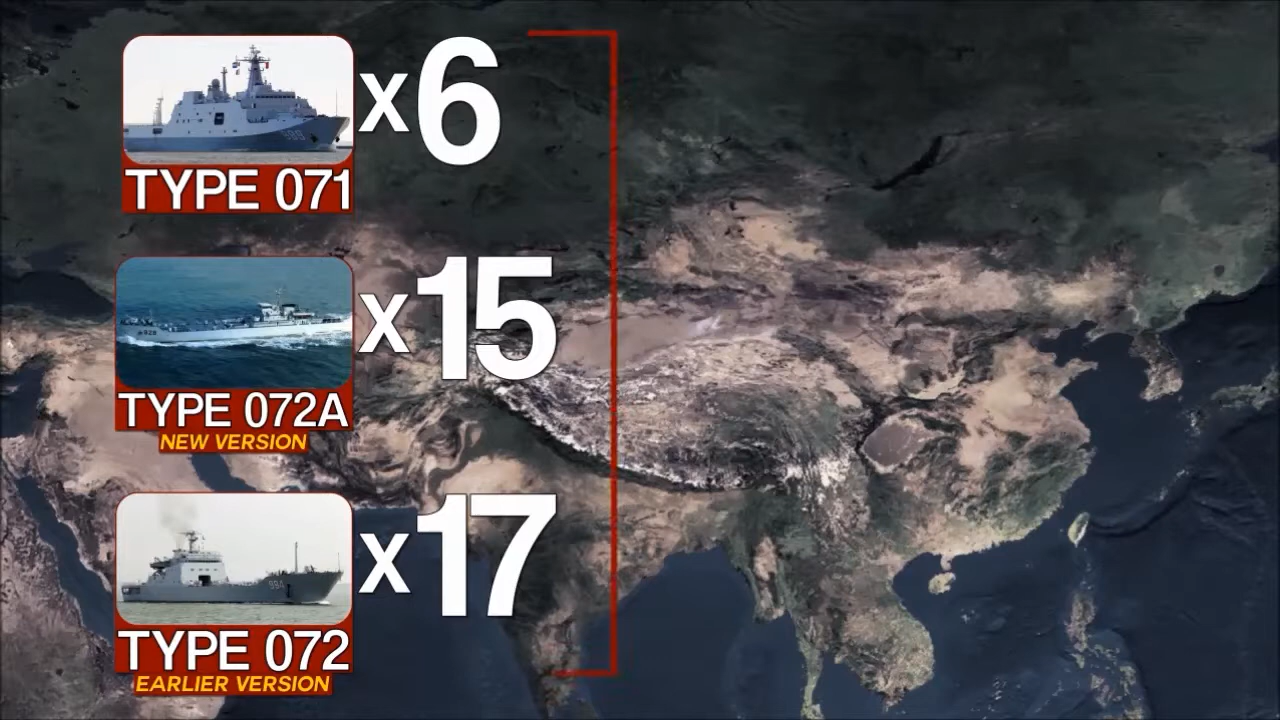 x6
TYPE 071
x15
TYPE 072A
NEW VERSION
x17
TYPE 072
EARLIER VERSION